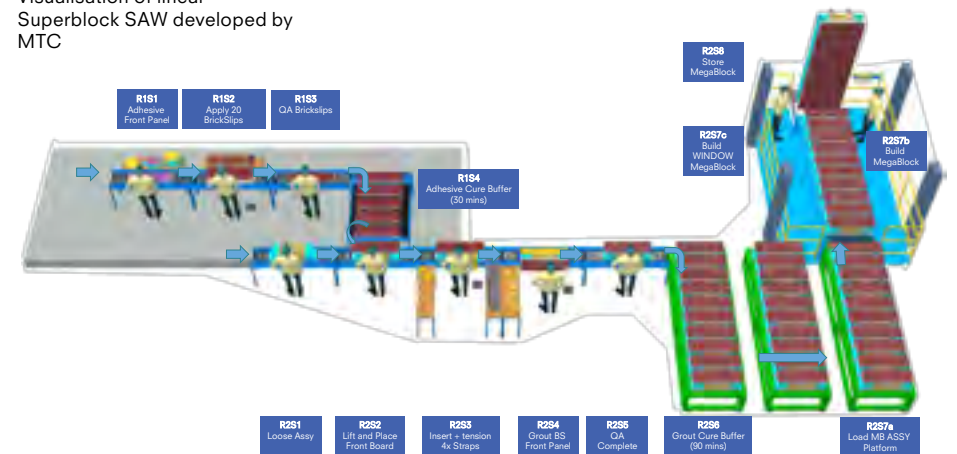 Visualisation of linear
Superblock SAW developed by
MTC
R2S8
Store
MegaBlock
R1S1
Adhesive
Front Panel
R1S2
Apply 20
BrickSlips
R1S3
QA Brickslips
R2S7c
Build
WINDOW
MegaBlock
R2S7b
Build
MegaBlock
R1S4
Adhesive Cure Buffer
(30 mins)
R2S1
Loose Assy
R2S2
Lift and Place
Front Board
R2S3
Insert + tension
4x Straps
R2S4
Grout BS
Front Panel
R2S5
QA
Complete
R2S6
Grout Cure Buffer
(90 mins)
R2S7a
Load MB ASSY
Platform